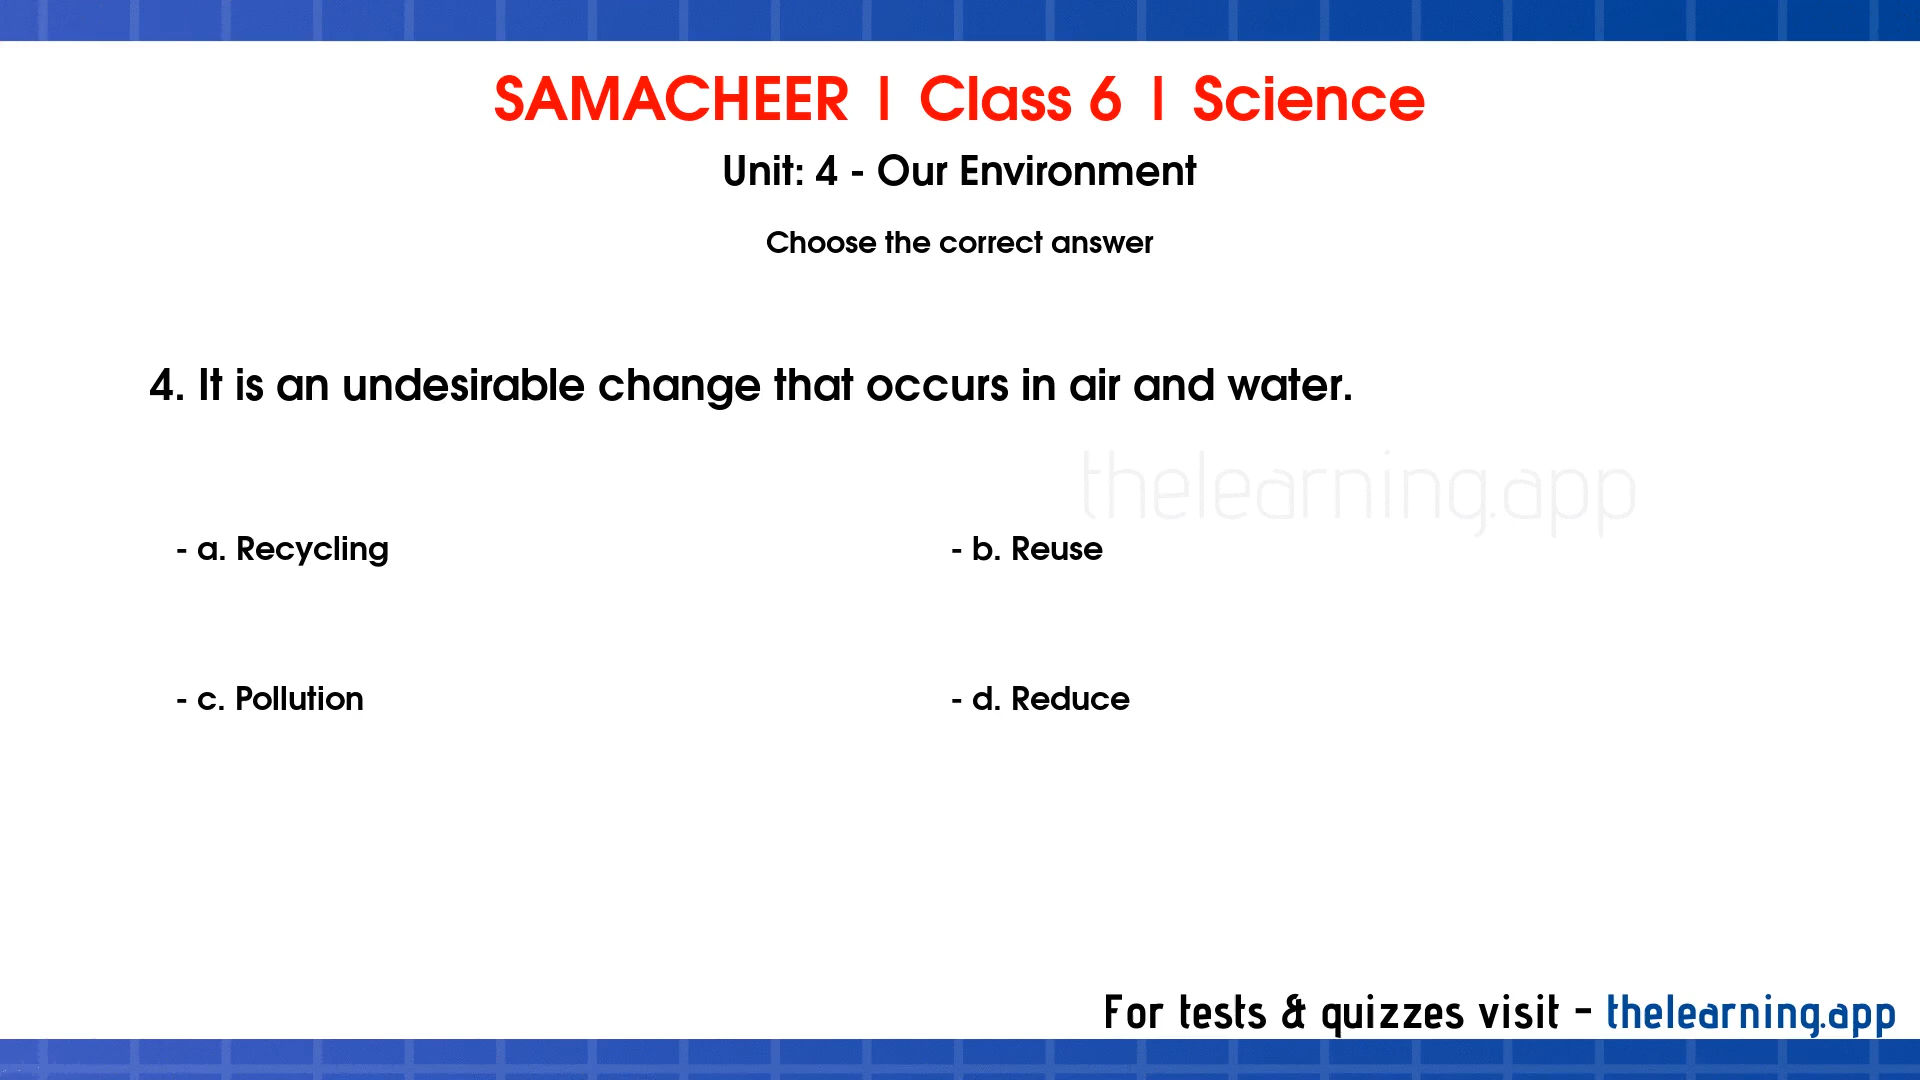 SAMACHEER | Class 6 | Science
Unit: 4 - Our Environment
Choose the correct answer
4. It is an undesirable change that occurs in air and water.
thelearning.app
- a. Recycling
- b. Reuse
- c. Pollution
- d. Reduce
For tests & quizzes visit - thelearning.app